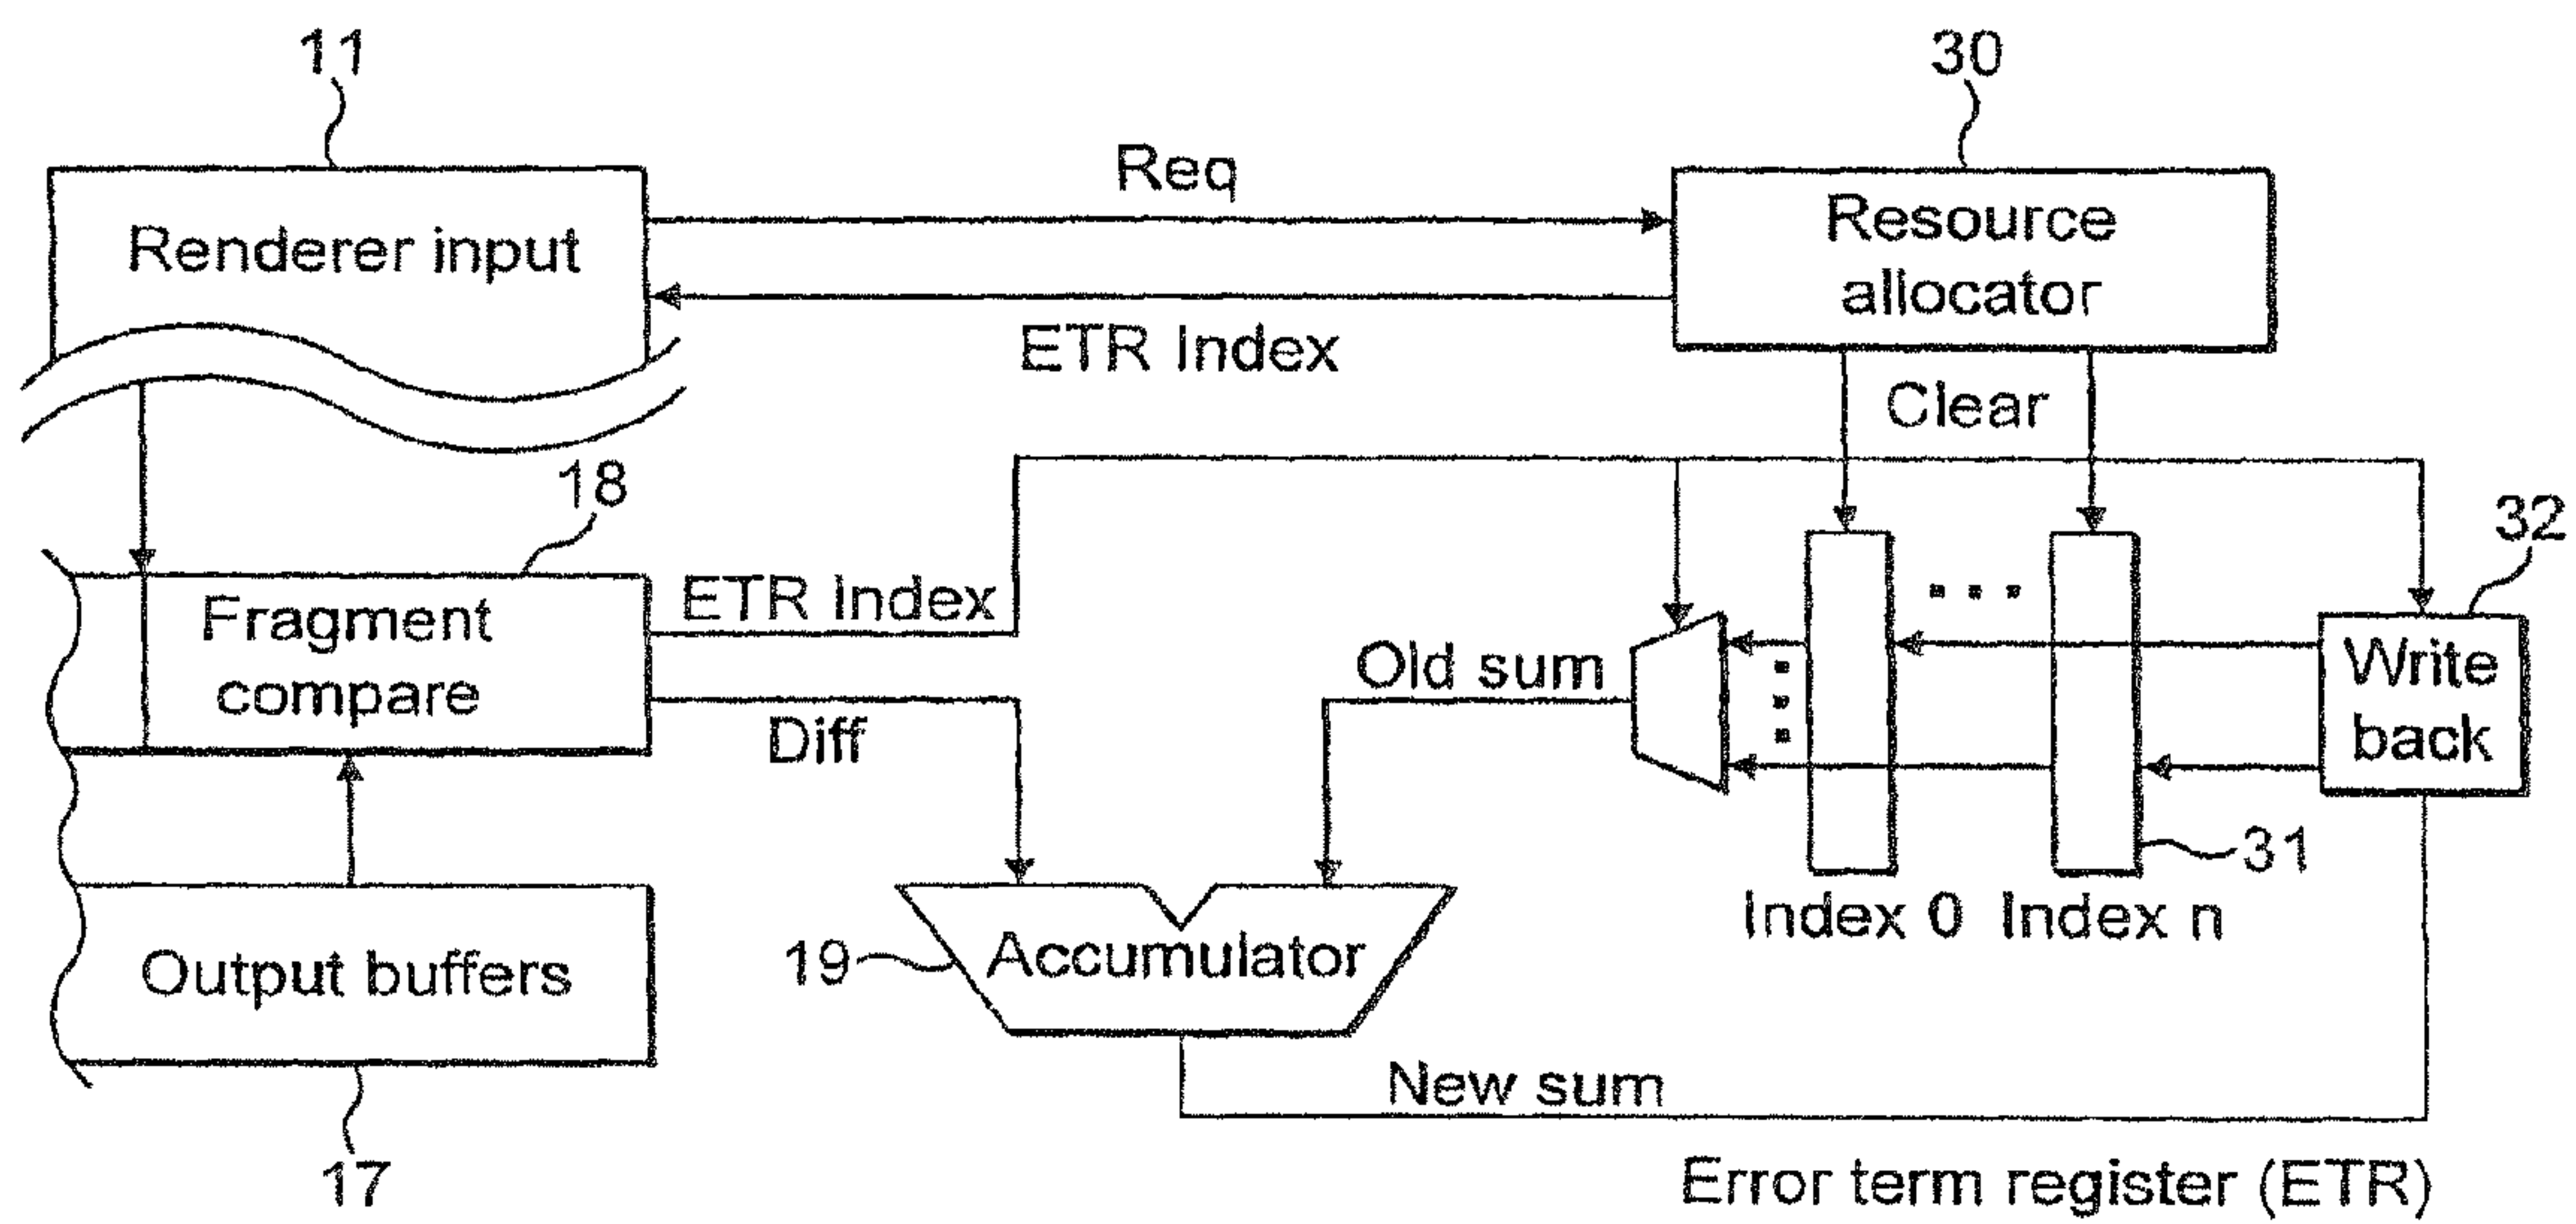 11
30
Req
Renderer input
Resource
allocator
ETR Index
Clear
18
32
ETR Index
Fragment
compare
Old sum
Write
back
Diff
31
Index 0 Index n
19
Accumulator
Output buffers
New sum
17
Error term register (ETR)